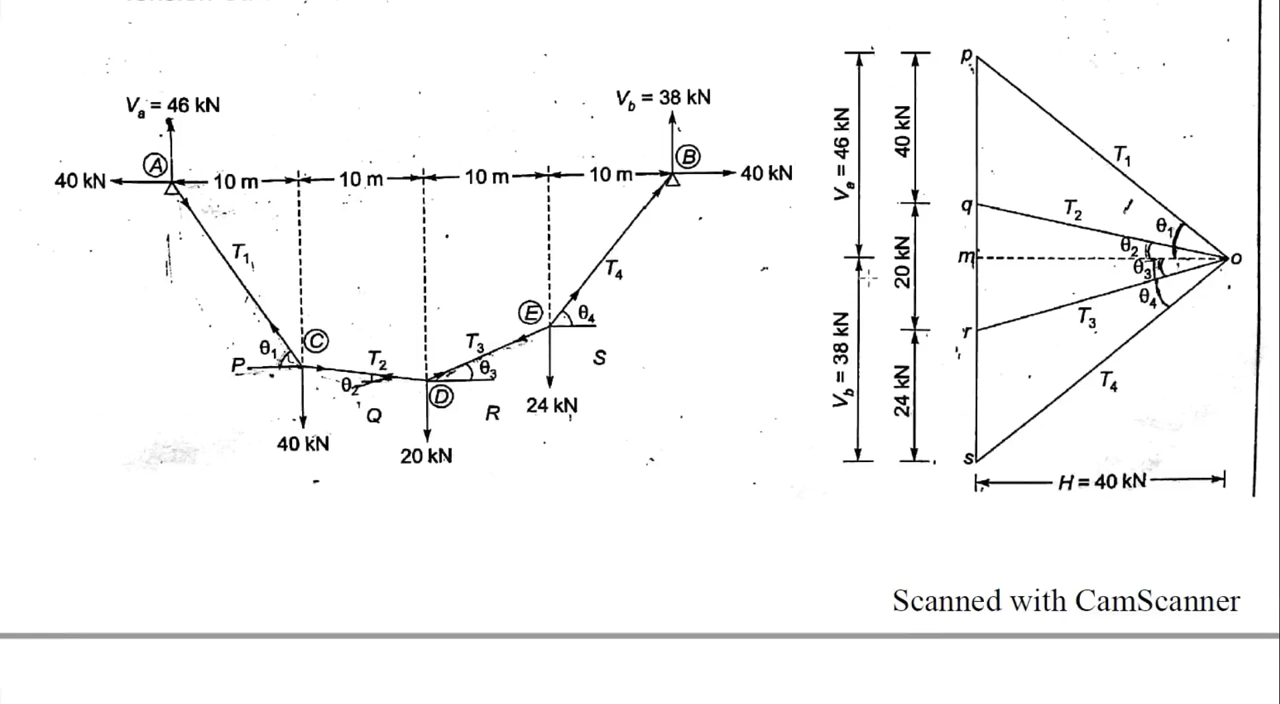 Vₐ = 46 kN
V_b = 38 kN
A
B
40 kN
10 m
10 m
10 m
10 m
40 kN
T₁
T₄
E
θ₄
θ₁
C
P
T₂
T₃
θ₃
S
θ₂
D
Q
R
24 kN
40 kN
20 kN
p
Vₐ = 46 kN
40 kN
T₁
q
T₂
θ₁
θ₂
m
o
20 kN
θ₃
θ₄
r
T₃
V_b = 38 kN
24 kN
T₄
s
H = 40 kN
Scanned with CamScanner